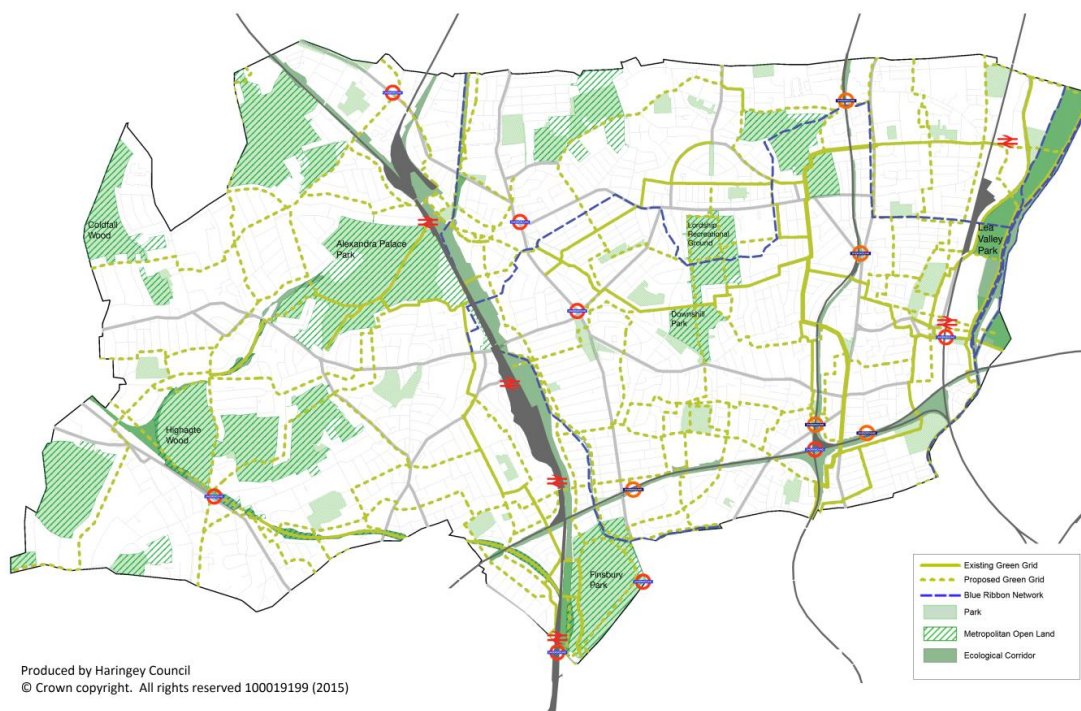 Coldfall
Wood
Alexandra Palace
Park
Lordship
Recreational
Ground
Lea
Valley
Park
Downshill
Park
Highagte
Wood
Finsbury
Park
Existing Green Grid
Proposed Green Grid
Blue Ribbon Network
Park
Metropolitan Open Land
Ecological Corridor
Produced by Haringey Council
© Crown copyright. All rights reserved 100019199 (2015)